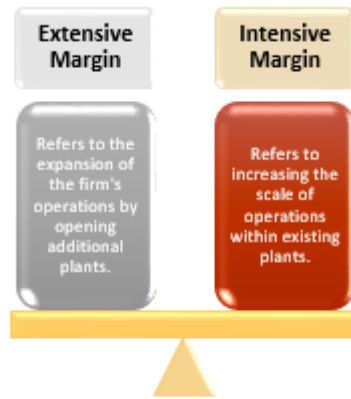 Extensive
Margin
Intensive
Margin
Refers to the
expansion of
the firm's
operations by
opening
additional
plants.
Refers to
increasing the
scale of
operations
within existing
plants.